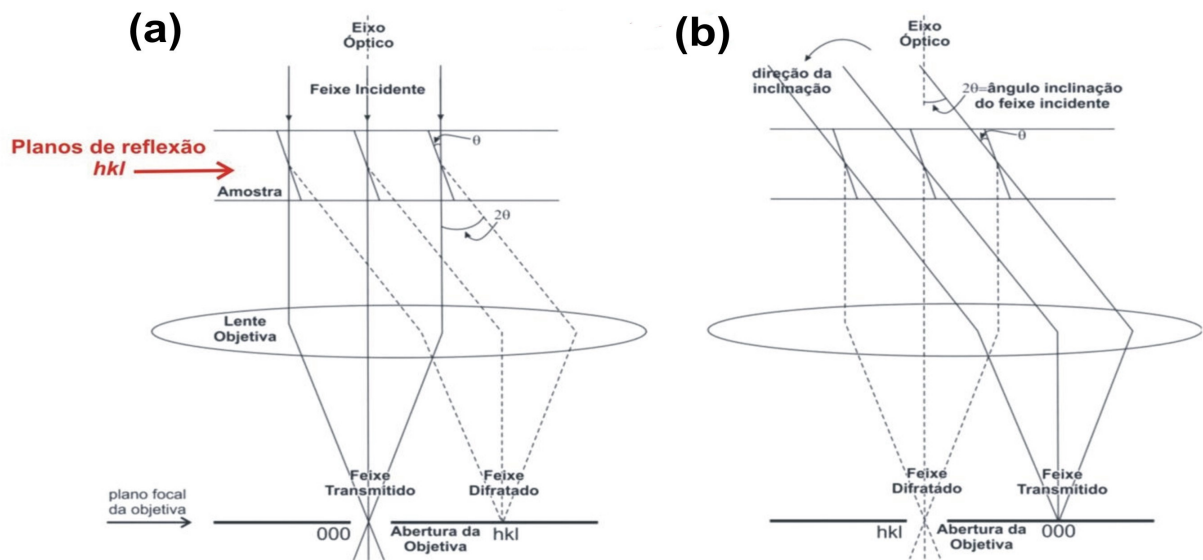 (a)
Eixo
Óptico
Feixe Incidente
θ
Planos de reflexão
hkl
Amostra
2θ
Lente
Objetiva
Feixe
Transmitido
Feixe
Difratado
plano focal
da objetiva
000
Abertura da
Objetiva
hkl
(b)
Eixo
Óptico
direção da
inclinação
2θ=ângulo inclinação
do feixe incidente
θ
Feixe
Difratado
Feixe
Transmitido
hkl
Abertura da
Objetiva
000